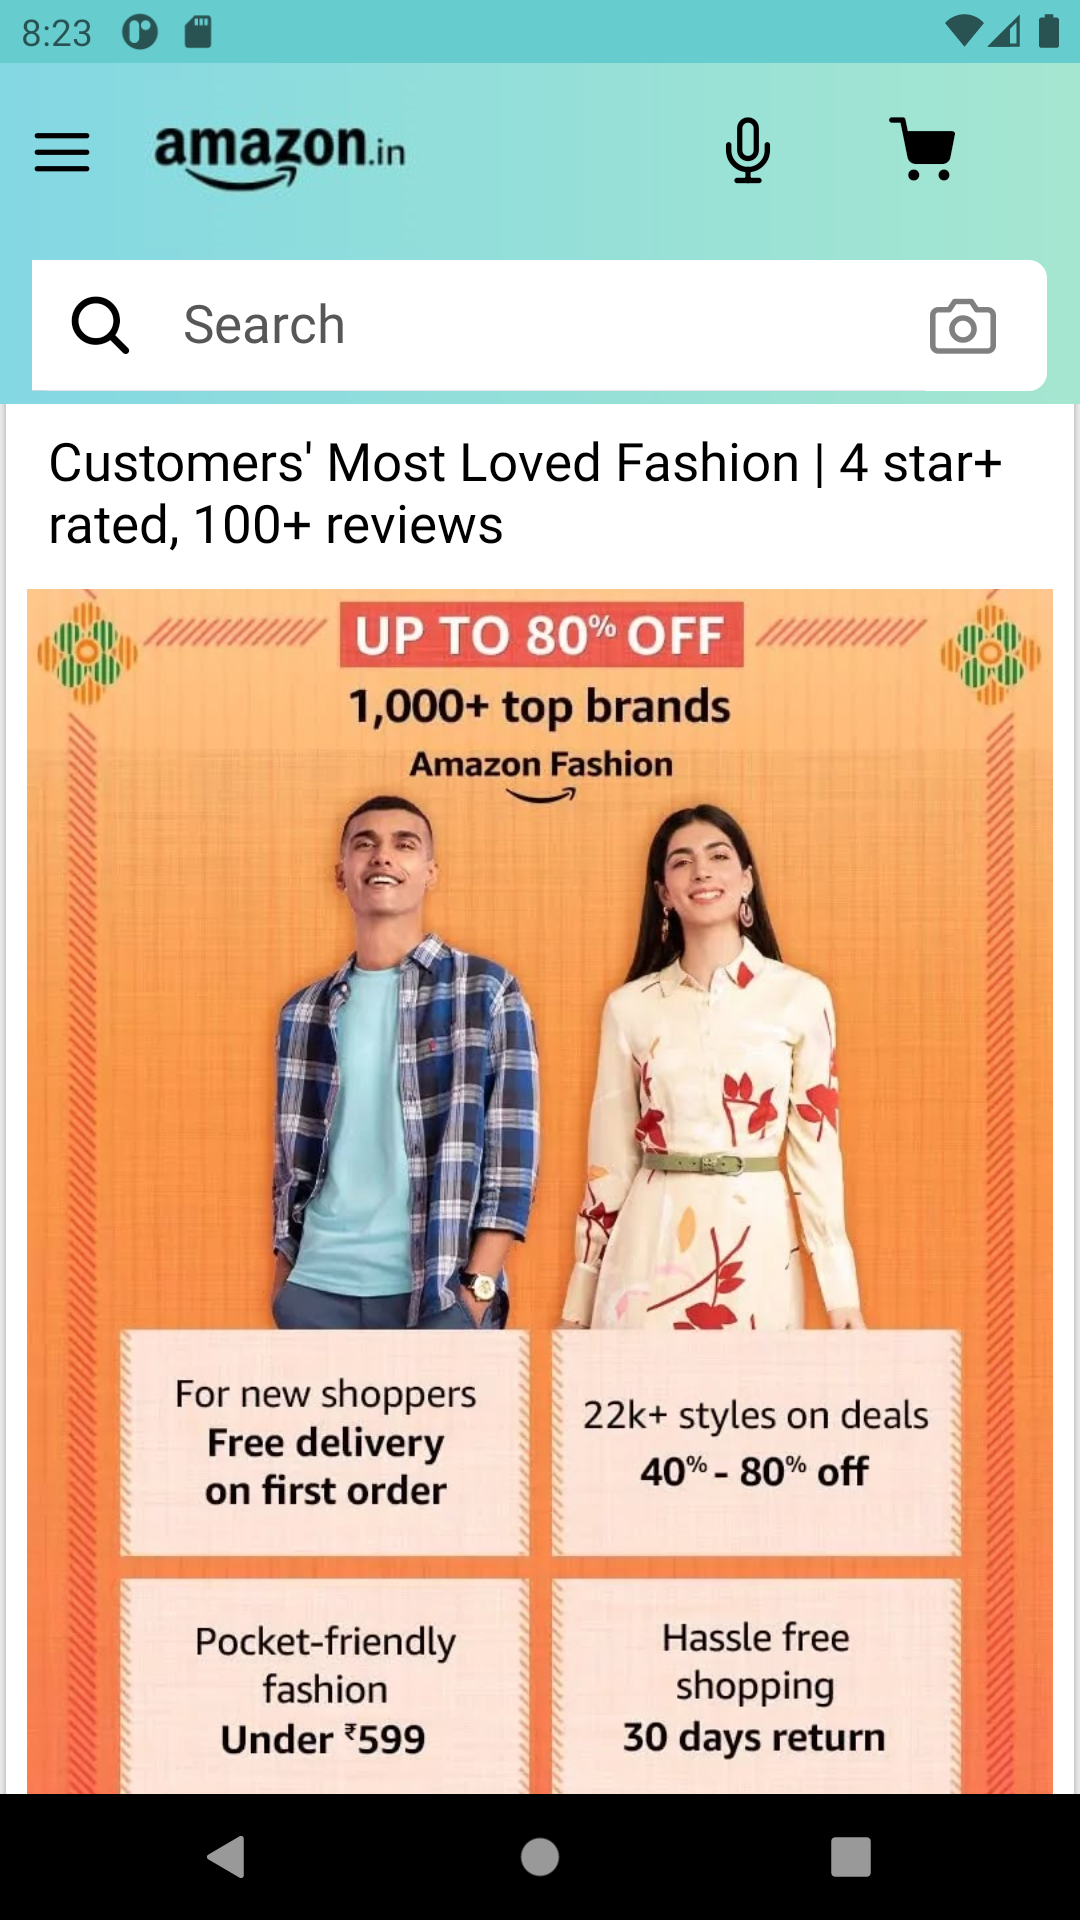 8:23
amazon.in
Search
Customers' Most Loved Fashion | 4 star+
rated, 100+ reviews
UP TO 80% OFF
1,000+ top brands
Amazon Fashion
For new shoppers
Free delivery
on first order
22k+ styles on deals
40% - 80% off
Pocket-friendly
fashion
Under ₹599
Hassle free
shopping
30 days return